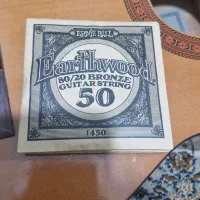 ERNIE BALL
Earthwood
80/20 BRONZE
GUITAR STRING
50
1450